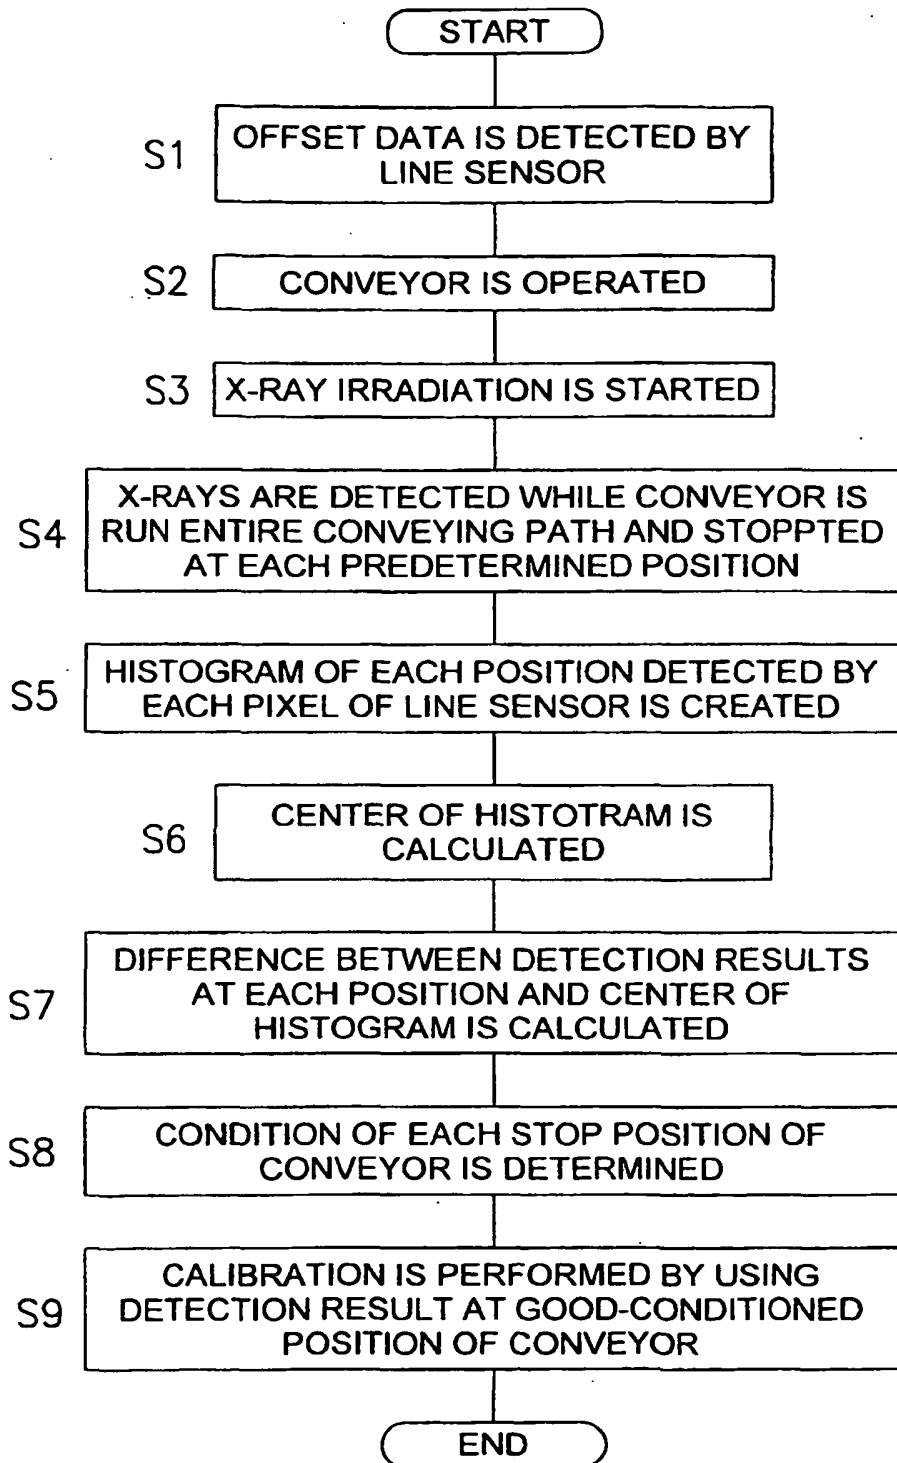 START
S1
OFFSET DATA IS DETECTED BY
LINE SENSOR
S2
CONVEYOR IS OPERATED
S3
X-RAY IRRADIATION IS STARTED
S4
X-RAYS ARE DETECTED WHILE CONVEYOR IS
RUN ENTIRE CONVEYING PATH AND STOPPTED
AT EACH PREDETERMINED POSITION
S5
HISTOGRAM OF EACH POSITION DETECTED BY
EACH PIXEL OF LINE SENSOR IS CREATED
S6
CENTER OF HISTOTRAM IS
CALCULATED
S7
DIFFERENCE BETWEEN DETECTION RESULTS
AT EACH POSITION AND CENTER OF
HISTOGRAM IS CALCULATED
S8
CONDITION OF EACH STOP POSITION OF
CONVEYOR IS DETERMINED
S9
CALIBRATION IS PERFORMED BY USING
DETECTION RESULT AT GOOD-CONDITIONED
POSITION OF CONVEYOR
END